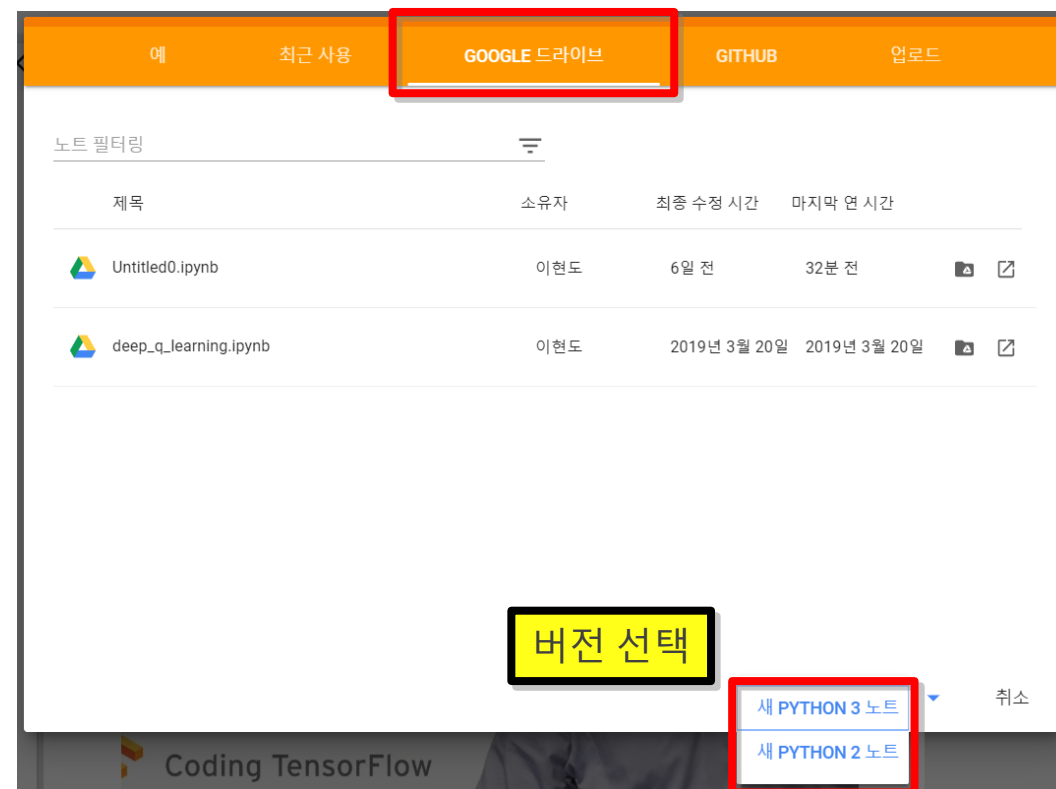 예 최근 사용 GOOGLE 드라이브 GITHUB 업로드
노트 필터링
제목 소유자 최종 수정 시간 마지막 연 시간
Untitled0.ipynb 이현도 6일 전 32분 전
deep_q_learning.ipynb 이현도 2019년 3월 20일 2019년 3월 20일
버전 선택
새 PYTHON 3 노트 취소
새 PYTHON 2 노트
Coding TensorFlow